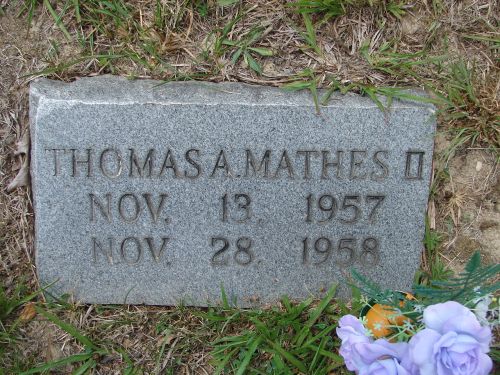 THOMAS A. MATHES II
NOV. 13. 1957
NOV. 28. 1958